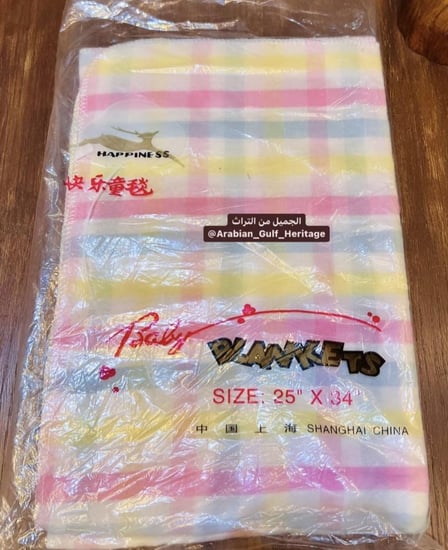 HAPPINESS
快乐童毯
الجميل من التراث
@Arabian_Gulf_Heritage
Baby
BLANKETS
SIZE: 25" X 34"
中国上海 SHANGHAI CHINA